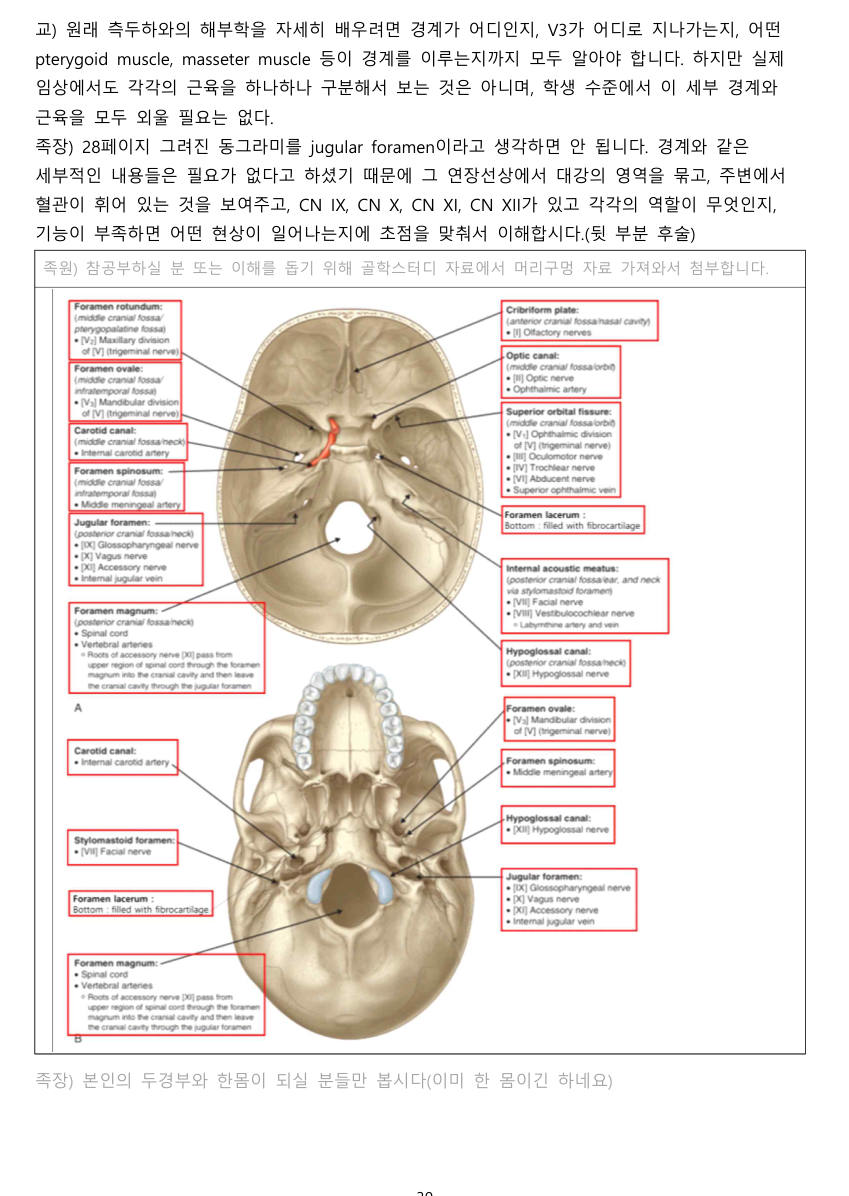 교) 원래 측두하와의 해부학을 자세히 배우려면 경계가 어디인지, V3가 어디로 지나가는지, 어떤
pterygoid muscle, masseter muscle 등이 경계를 이루는지까지 모두 알아야 합니다. 하지만 실제
임상에서도 각각의 근육을 하나하나 구분해서 보는 것은 아니며, 학생 수준에서 이 세부 경계와
근육을 모두 외울 필요는 없다.
족장) 28페이지 그려진 동그라미를 jugular foramen이라고 생각하면 안 됩니다. 경계와 같은
세부적인 내용들은 필요가 없다고 하셨기 때문에 그 연장선상에서 대강의 영역을 묶고, 주변에서
혈관이 휘어 있는 것을 보여주고, CN IX, CN X, CN XI, CN XII가 있고 각각의 역할이 무엇인지,
기능이 부족하면 어떤 현상이 일어나는지에 초점을 맞춰서 이해합시다.(뒷 부분 후술)
족원) 참공부하실 분 또는 이해를 돕기 위해 골학스터디 자료에서 머리구멍 자료 가져와서 첨부합니다.
Foramen rotundum:
(middle cranial fossa/
pterygopalatine fossa)
• [V₂] Maxillary division
of [V] (trigeminal nerve)
Foramen ovale:
(middle cranial fossa/
infratemporal fossa)
• [V₃] Mandibular division
of [V] (trigeminal nerve)
Carotid canal:
(middle cranial fossa/neck)
• Internal carotid artery
Foramen spinosum:
(middle cranial fossa/
infratemporal fossa)
• Middle meningeal artery
Jugular foramen:
(posterior cranial fossa/neck)
• [IX] Glossopharyngeal nerve
• [X] Vagus nerve
• [XI] Accessory nerve
• Internal jugular vein
Foramen magnum:
(posterior cranial fossa/neck)
• Spinal cord
• Vertebral arteries
○ Roots of accessory nerve [XI] pass from
upper region of spinal cord through the foramen
magnum into the cranial cavity and then leave
the cranial cavity through the jugular foramen
A
Cribriform plate:
(anterior cranial fossa/nasal cavity)
• [I] Olfactory nerves
Optic canal:
(middle cranial fossa/orbit)
• [II] Optic nerve
• Ophthalmic artery
Superior orbital fissure:
(middle cranial fossa/orbit)
• [V₁] Ophthalmic division
of [V] (trigeminal nerve)
• [III] Oculomotor nerve
• [IV] Trochlear nerve
• [VI] Abducent nerve
• Superior ophthalmic vein
Foramen lacerum :
Bottom : filled with fibrocartilage
Internal acoustic meatus:
(posterior cranial fossa/ear, and neck
via stylomastoid foramen)
• [VII] Facial nerve
• [VIII] Vestibulocochlear nerve
○ Labyrinthine artery and vein
Hypoglossal canal:
(posterior cranial fossa/neck)
• [XII] Hypoglossal nerve
Carotid canal:
• Internal carotid artery
Stylomastoid foramen:
• [VII] Facial nerve
Foramen lacerum :
Bottom : filled with fibrocartilage
Foramen magnum:
• Spinal cord
• Vertebral arteries
○ Roots of accessory nerve [XI] pass from
upper region of spinal cord through the foramen
magnum into the cranial cavity and then leave
the cranial cavity through the jugular foramen
B
Foramen ovale:
• [V₃] Mandibular division
of [V] (trigeminal nerve)
Foramen spinosum:
• Middle meningeal artery
Hypoglossal canal:
• [XII] Hypoglossal nerve
Jugular foramen:
• [IX] Glossopharyngeal nerve
• [X] Vagus nerve
• [XI] Accessory nerve
• Internal jugular vein
족장) 본인의 두경부와 한몸이 되실 분들만 봅시다(이미 한 몸이긴 하네요)